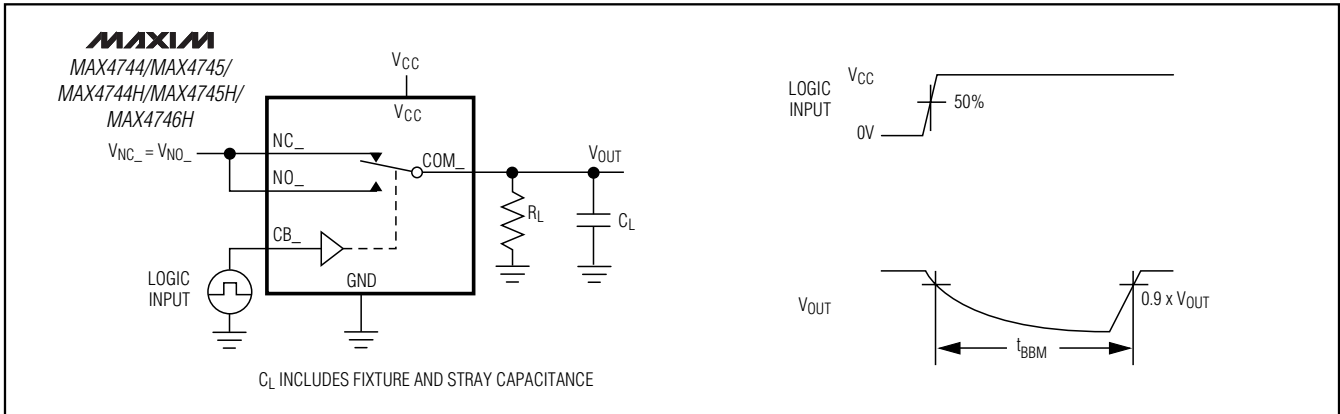 MAXIM
MAX4744/MAX4745/
MAX4744H/MAX4745H/
MAX4746H
VCC
VCC
VNC_ = VNO_
NC_
NO_
COM_
VOUT
RL
CL
CB_
LOGIC
INPUT
GND
CL INCLUDES FIXTURE AND STRAY CAPACITANCE
LOGIC
INPUT
VCC
0V
50%
VOUT
0.9 x VOUT
tBBM